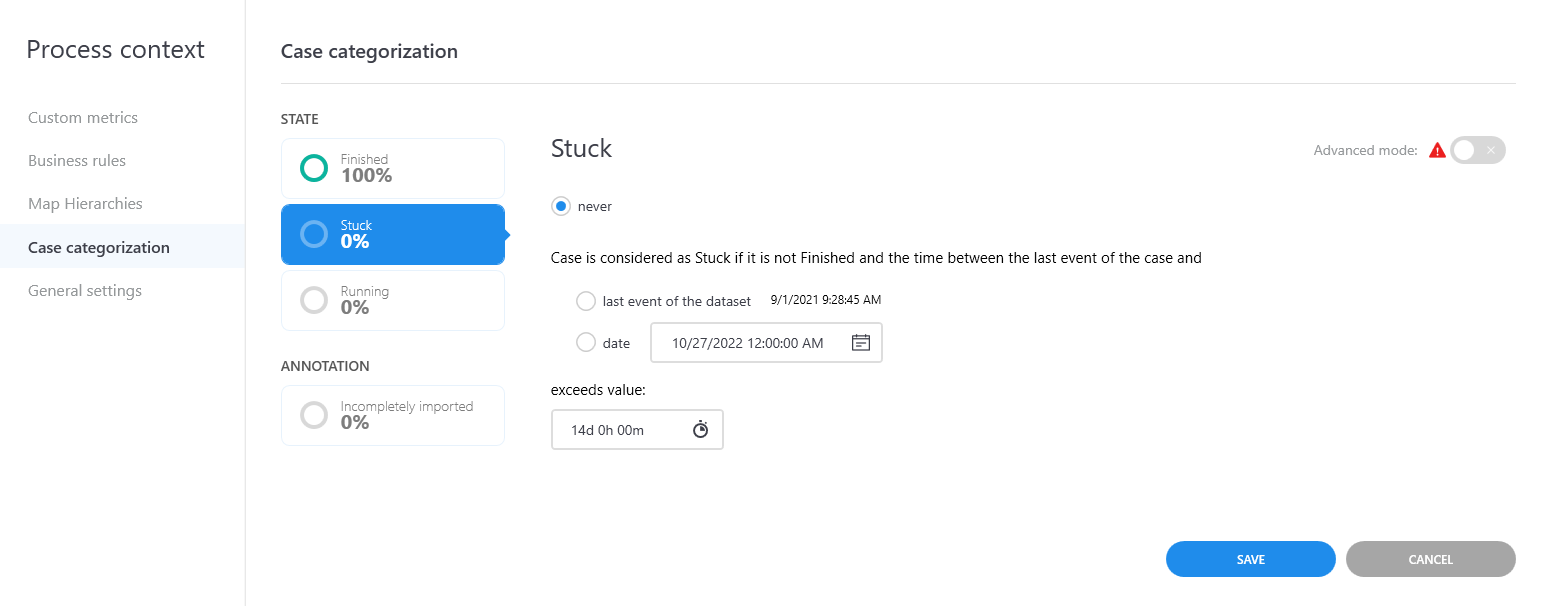 Process context
Custom metrics
Business rules
Map Hierarchies
Case categorization
General settings
Case categorization
STATE
Finished
100%
Stuck
0%
Running
0%
ANNOTATION
Incompletely imported
0%
Stuck
Advanced mode:
never
Case is considered as Stuck if it is not Finished and the time between the last event of the case and
last event of the dataset 9/1/2021 9:28:45 AM
date 10/27/2022 12:00:00 AM
exceeds value:
14d 0h 00m
SAVE CANCEL